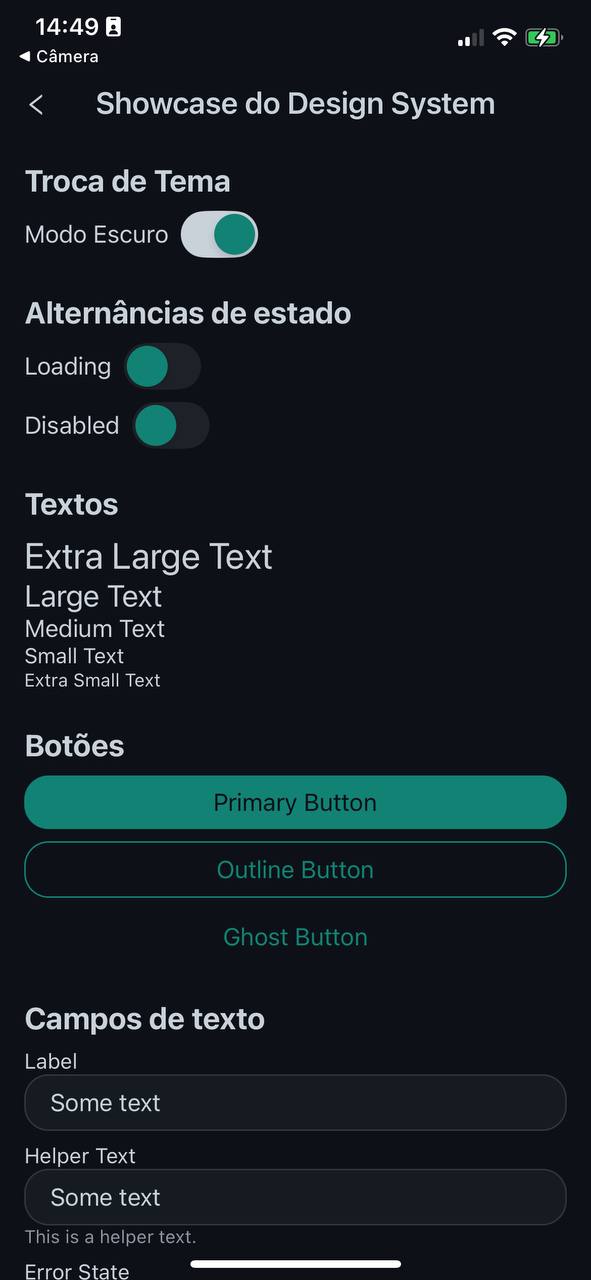 14:49
Câmera
Showcase do Design System
Troca de Tema
Modo Escuro
Alternâncias de estado
Loading
Disabled
Textos
Extra Large Text
Large Text
Medium Text
Small Text
Extra Small Text
Botões
Primary Button
Outline Button
Ghost Button
Campos de texto
Label
Some text
Helper Text
Some text
This is a helper text.
Error State